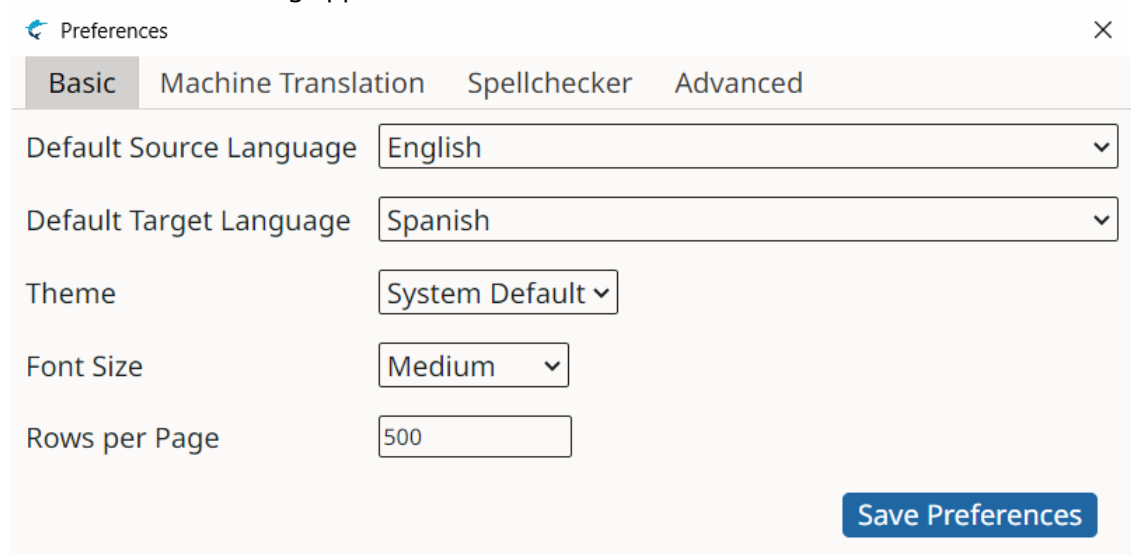 Preferences
Basic Machine Translation Spellchecker Advanced
Default Source Language English
Default Target Language Spanish
Theme System Default
Font Size Medium
Rows per Page 500
Save Preferences